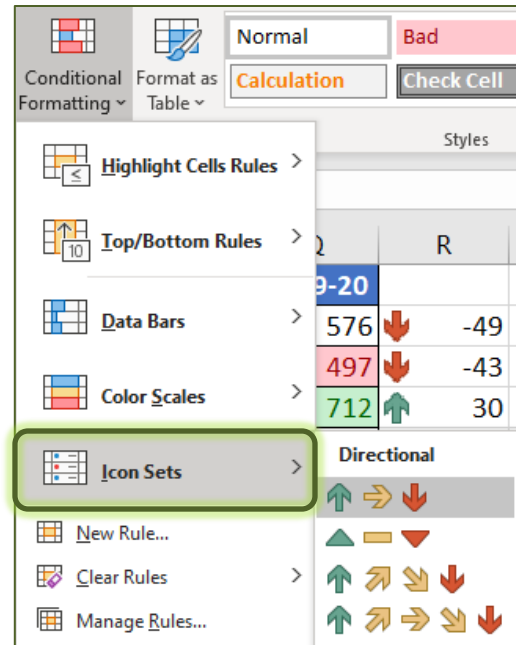 Normal Bad
Conditional Format as Calculation Check Cell
Formatting Table
Styles
Highlight Cells Rules
≤
Top/Bottom Rules
10
R
9-20
Data Bars
576 -49
497 -43
Color Scales
712 30
Icon Sets
Directional
New Rule...
Clear Rules
Manage Rules...